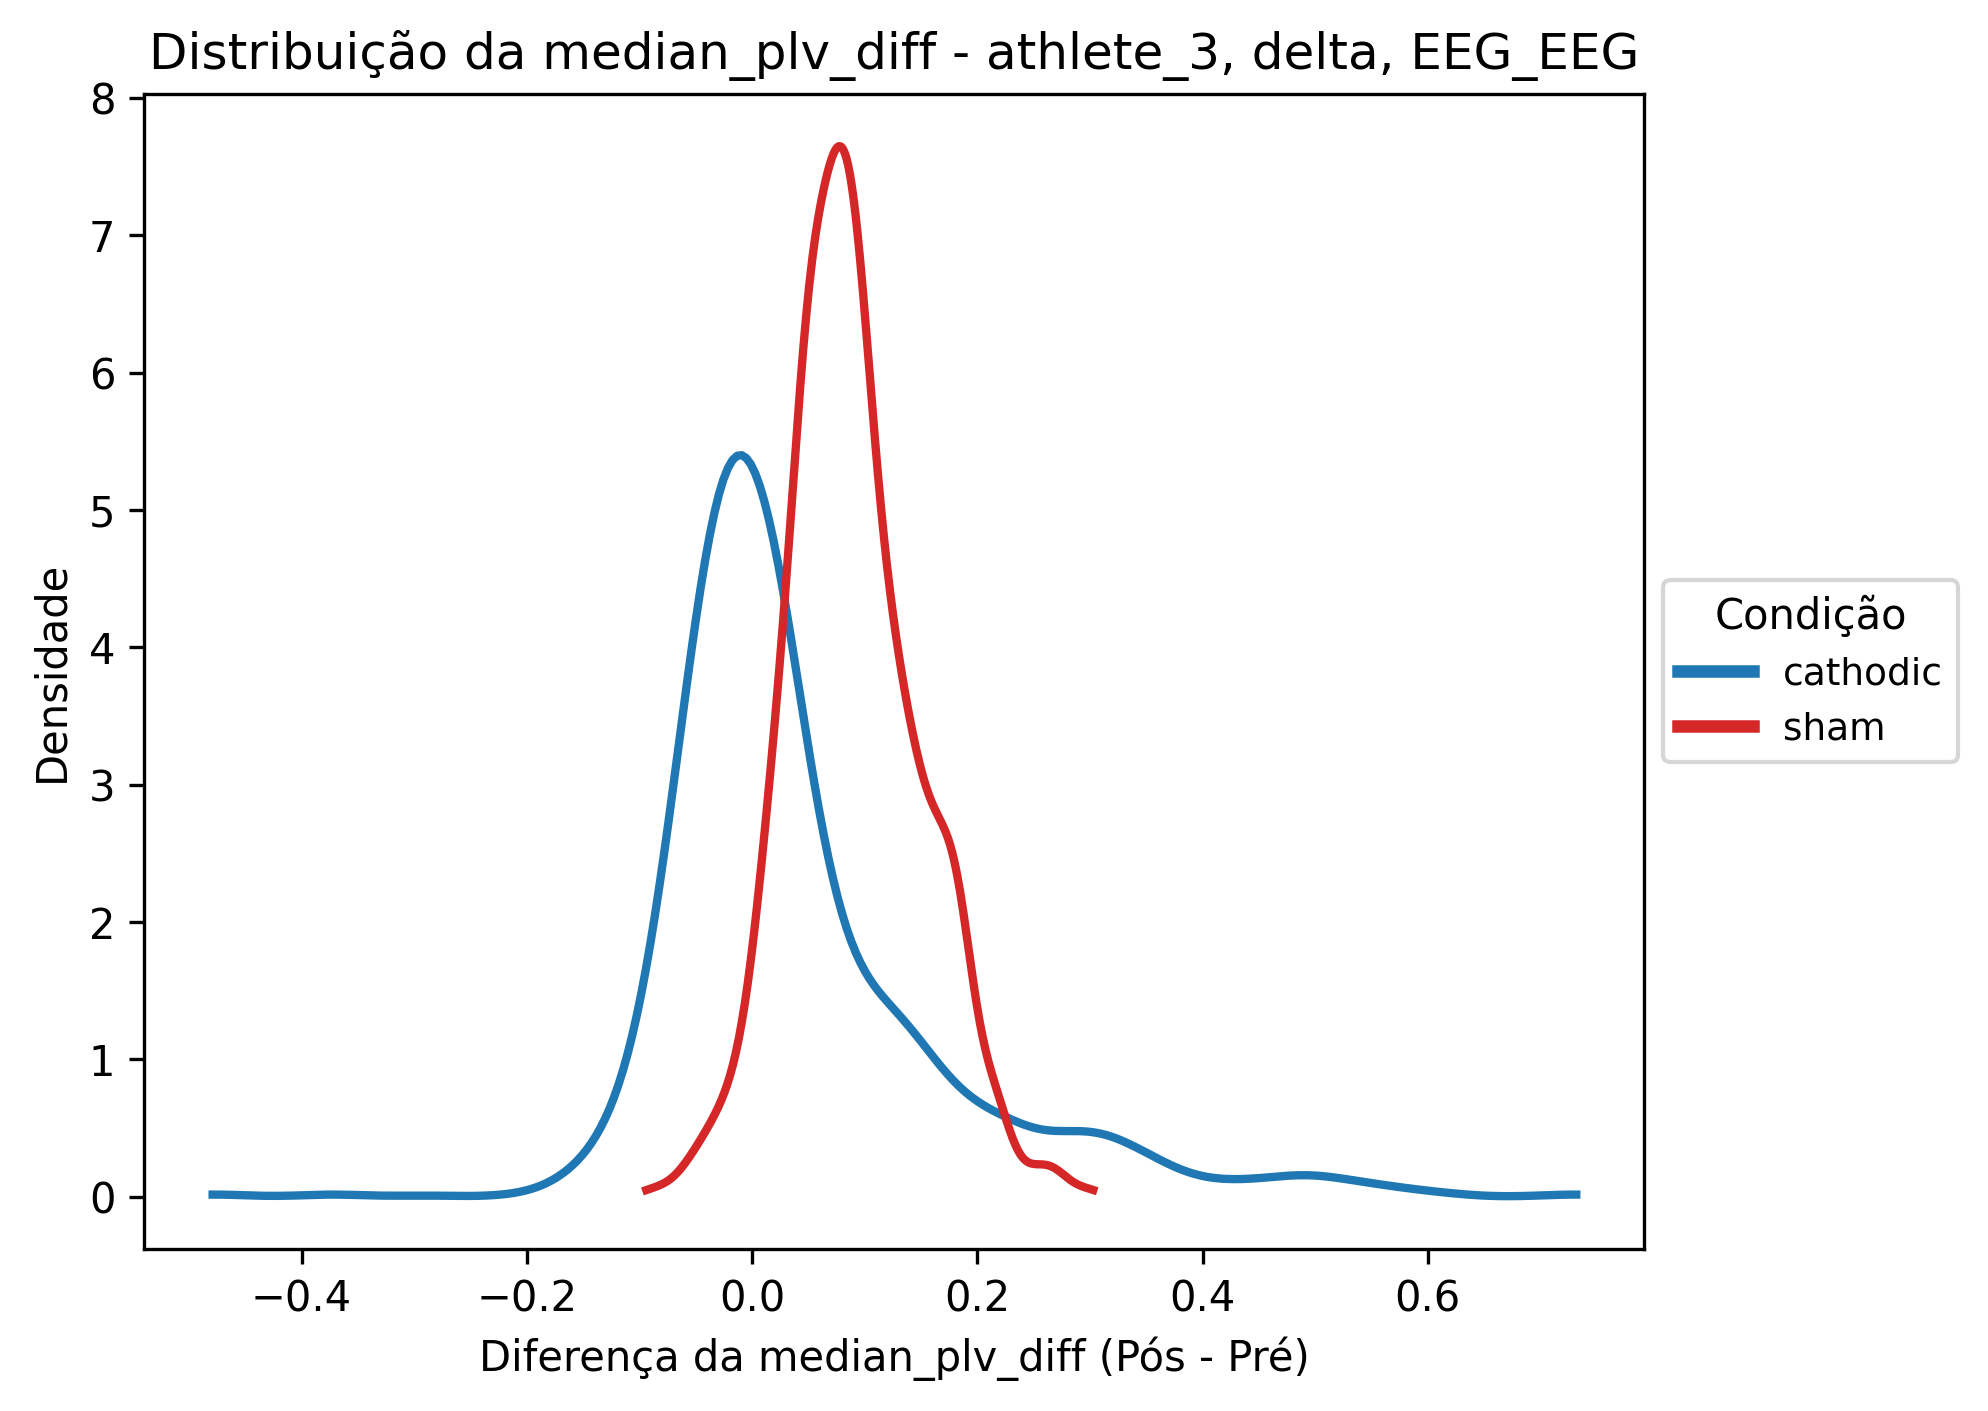 Distribuição da median_plv_diff - athlete_3, delta, EEG_EEG
8
7
6
5
4
3
2
1
0
Densidade
−0.4 −0.2 0.0 0.2 0.4 0.6
Diferença da median_plv_diff (Pós - Pré)
Condição
cathodic
sham